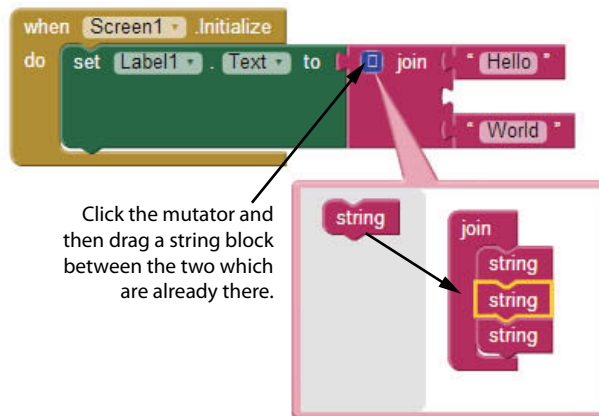 when Screen1 .Initialize
do set Label1 . Text to join " Hello "
" World "
Click the mutator and
then drag a string block
between the two which
are already there.
string
join
string
string
string